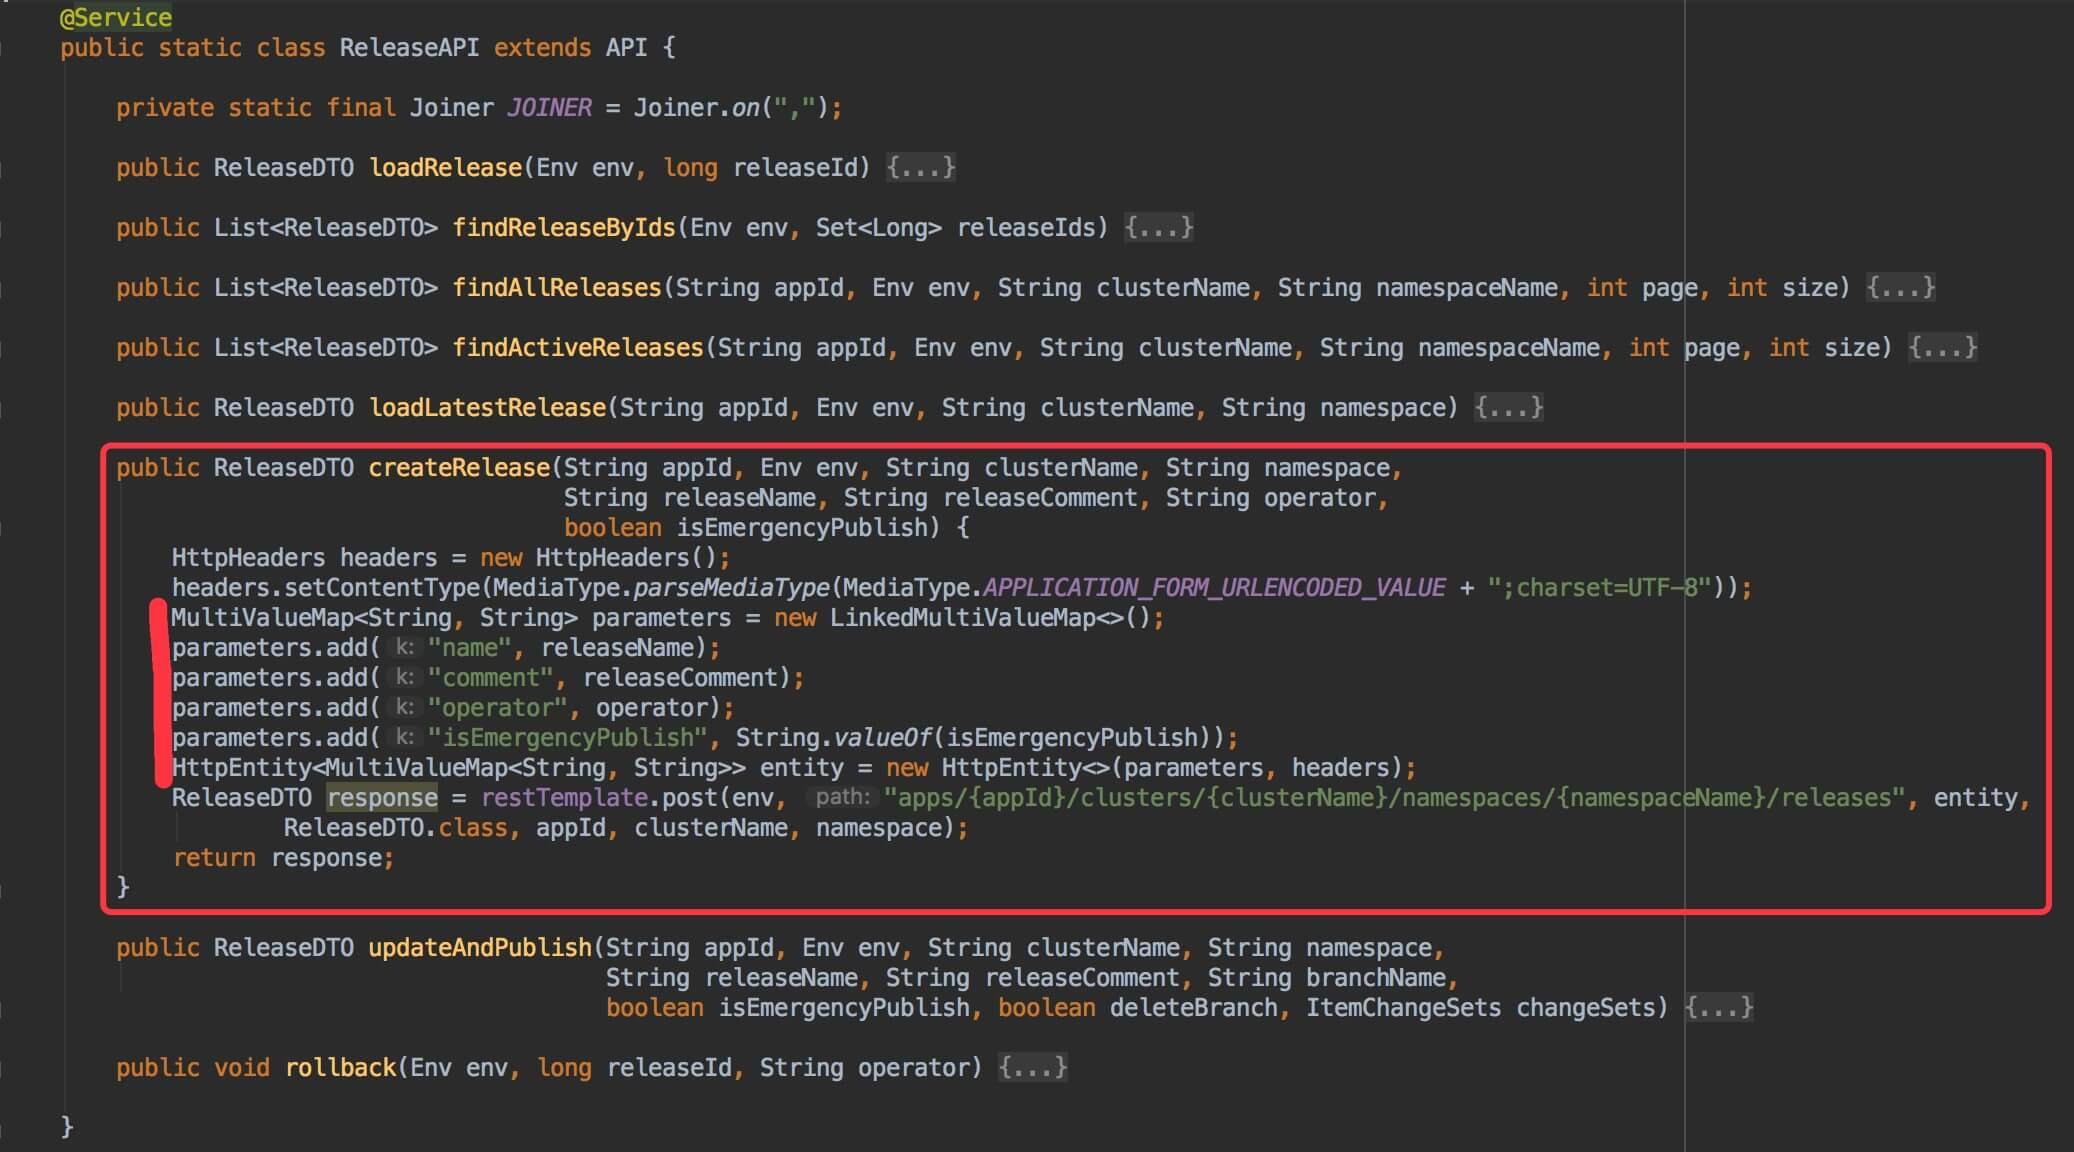 @Service
public static class ReleaseAPI extends API {
private static final Joiner JOINER = Joiner.on(",");
public ReleaseDTO loadRelease(Env env, long releaseId) {...}
public List<ReleaseDTO> findReleaseByIds(Env env, Set<Long> releaseIds) {...}
public List<ReleaseDTO> findAllReleases(String appId, Env env, String clusterName, String namespaceName, int page, int size) {...}
public List<ReleaseDTO> findActiveReleases(String appId, Env env, String clusterName, String namespaceName, int page, int size) {...}
public ReleaseDTO loadLatestRelease(String appId, Env env, String clusterName, String namespace) {...}
public ReleaseDTO createRelease(String appId, Env env, String clusterName, String namespace,
String releaseName, String releaseComment, String operator,
boolean isEmergencyPublish) {
HttpHeaders headers = new HttpHeaders();
headers.setContentType(MediaType.parseMediaType(MediaType.APPLICATION_FORM_URLENCODED_VALUE + ";charset=UTF-8"));
MultiValueMap<String, String> parameters = new LinkedMultiValueMap<>();
parameters.add( k: "name", releaseName);
parameters.add( k: "comment", releaseComment);
parameters.add( k: "operator", operator);
parameters.add( k: "isEmergencyPublish", String.valueOf(isEmergencyPublish));
HttpEntity<MultiValueMap<String, String>> entity = new HttpEntity<>(parameters, headers);
ReleaseDTO response = restTemplate.post(env, path: "apps/{appId}/clusters/{clusterName}/namespaces/{namespaceName}/releases", entity,
ReleaseDTO.class, appId, clusterName, namespace);
return response;
}
public ReleaseDTO updateAndPublish(String appId, Env env, String clusterName, String namespace,
String releaseName, String releaseComment, String branchName,
boolean isEmergencyPublish, boolean deleteBranch, ItemChangeSets changeSets) {...}
public void rollback(Env env, long releaseId, String operator) {...}
}